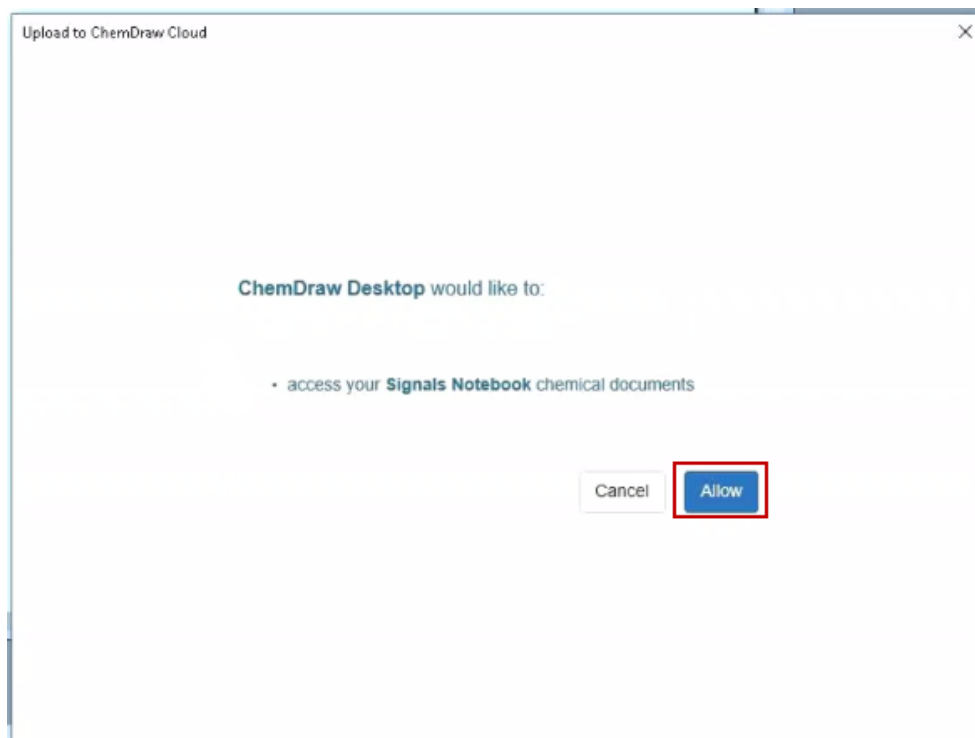 Upload to ChemDraw Cloud
ChemDraw Desktop would like to:
• access your Signals Notebook chemical documents
Cancel Allow